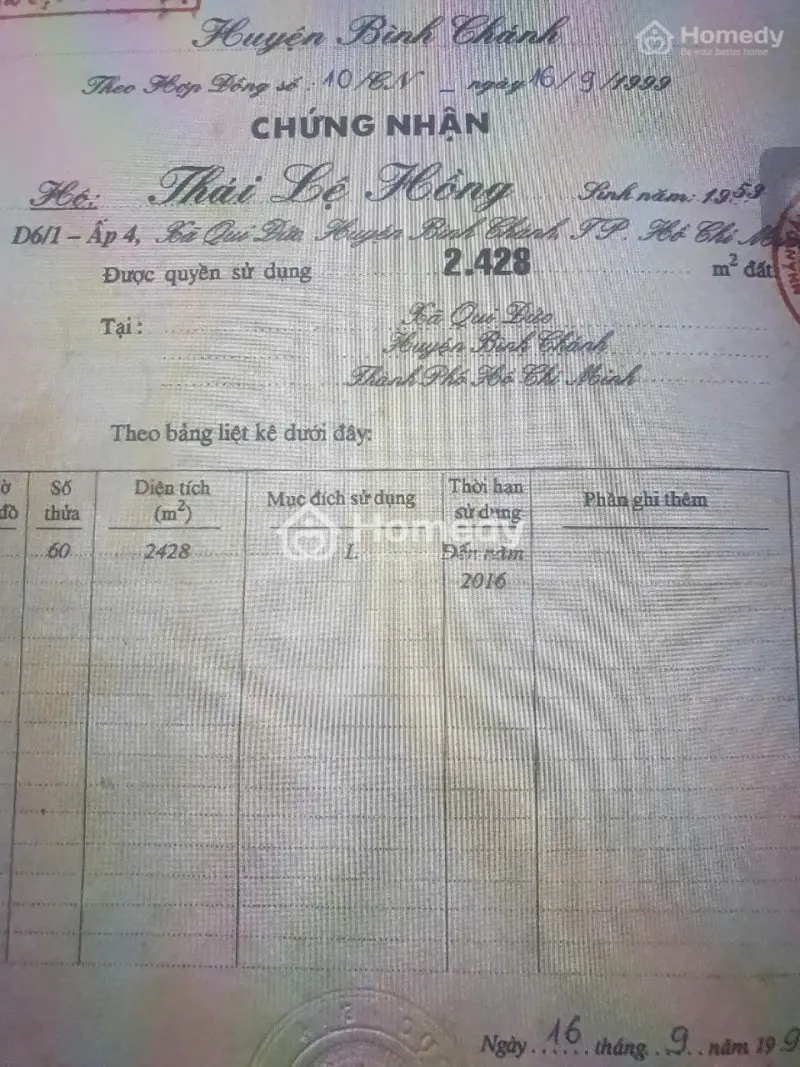 Huyện Bình Chánh
Homedy
Be your better home
Theo Hợp Đồng số : 10/CN _ ngày 16/9/1999
CHỨNG NHẬN
Hộ: Thái Lệ Hồng Sinh năm: 1959
D6/1 – Ấp 4, Xã Qui Đức, Huyện Bình Chánh, TP. Hồ Chí Minh
Được quyền sử dụng 2.428 m² đất
Tại : Xã Qui Đức
Huyện Bình Chánh
Thành Phố Hồ Chí Minh
Theo bảng liệt kê dưới đây:
Số thửa Diện tích (m²) Mục đích sử dụng Thời hạn sử dụng Phần ghi thêm
60 2428 L Đến năm 2016
Homedy
Homedy
Ngày 16 tháng 9 năm 199